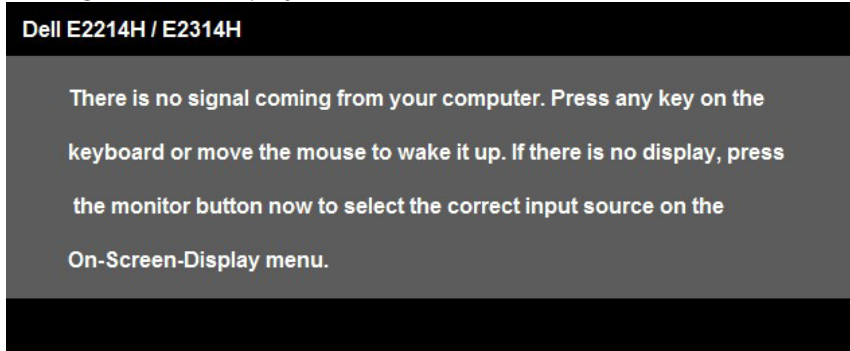 Dell E2214H / E2314H
There is no signal coming from your computer. Press any key on the
keyboard or move the mouse to wake it up. If there is no display, press
the monitor button now to select the correct input source on the
On-Screen-Display menu.